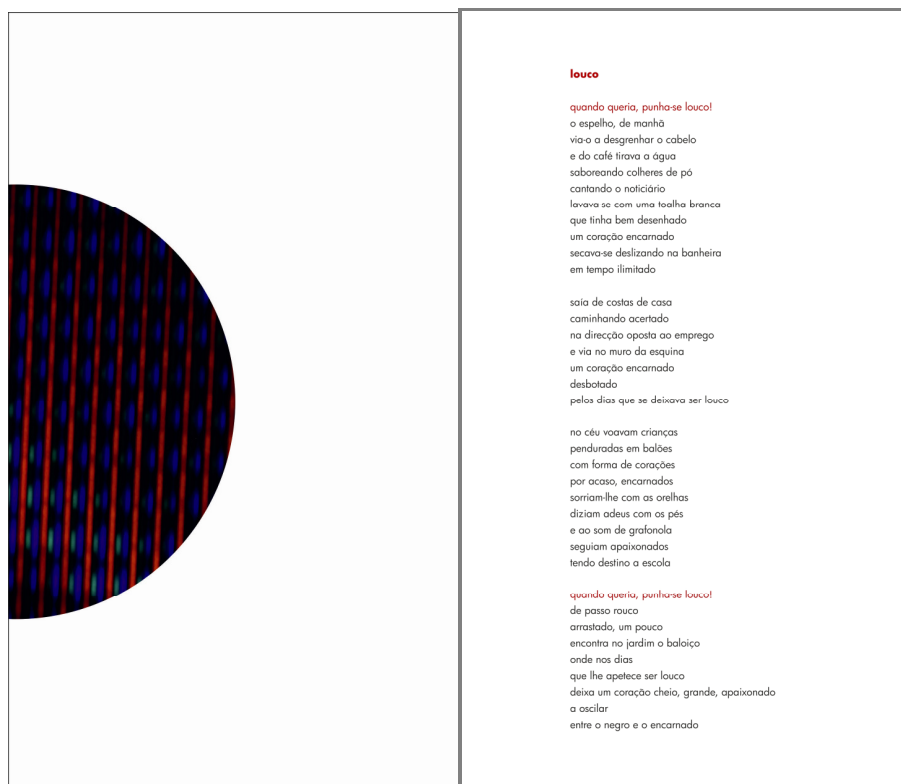 louco
quando queria, punha-se louco!
o espelho, de manhã
via-o a desgrenhar o cabelo
e do café tirava a água
saboreando colheres de pó
cantando o noticiário
lavava-se com uma toalha branca
que tinha bem desenhado
um coração encarnado
secava-se deslizando na banheira
em tempo ilimitado
saía de costas de casa
caminhando acertado
na direcção oposta ao emprego
e via no muro da esquina
um coração encarnado
desbotado
pelos dias que se deixava ser louco
no céu voavam crianças
penduradas em balões
com forma de corações
por acaso, encarnados
sorriam-lhe com as orelhas
diziam adeus com os pés
e ao som de grafonola
seguiam apaixonados
tendo destino a escola
quando queria, punha-se louco!
de passo rouco
arrastado, um pouco
encontra no jardim o baloiço
onde nos dias
que lhe apetece ser louco
deixa um coração cheio, grande, apaixonado
a oscilar
entre o negro e o encarnado